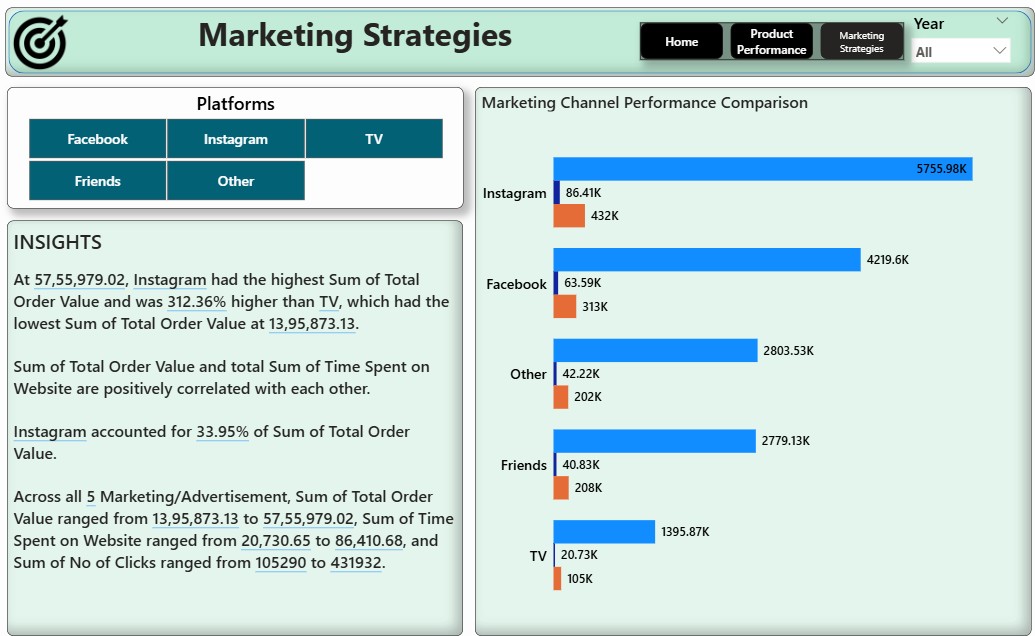 Marketing Strategies
Home
Product
Performance
Marketing
Strategies
Year
All
Platforms
Facebook
Instagram
TV
Friends
Other
INSIGHTS
At 57,55,979.02, Instagram had the highest Sum of Total
Order Value and was 312.36% higher than TV, which had the
lowest Sum of Total Order Value at 13,95,873.13.
Sum of Total Order Value and total Sum of Time Spent on
Website are positively correlated with each other.
Instagram accounted for 33.95% of Sum of Total Order
Value.
Across all 5 Marketing/Advertisement, Sum of Total Order
Value ranged from 13,95,873.13 to 57,55,979.02, Sum of Time
Spent on Website ranged from 20,730.65 to 86,410.68, and
Sum of No of Clicks ranged from 105290 to 431932.
Marketing Channel Performance Comparison
5755.98K
Instagram
86.41K
432K
4219.6K
Facebook
63.59K
313K
2803.53K
Other
42.22K
202K
2779.13K
Friends
40.83K
208K
1395.87K
TV
20.73K
105K